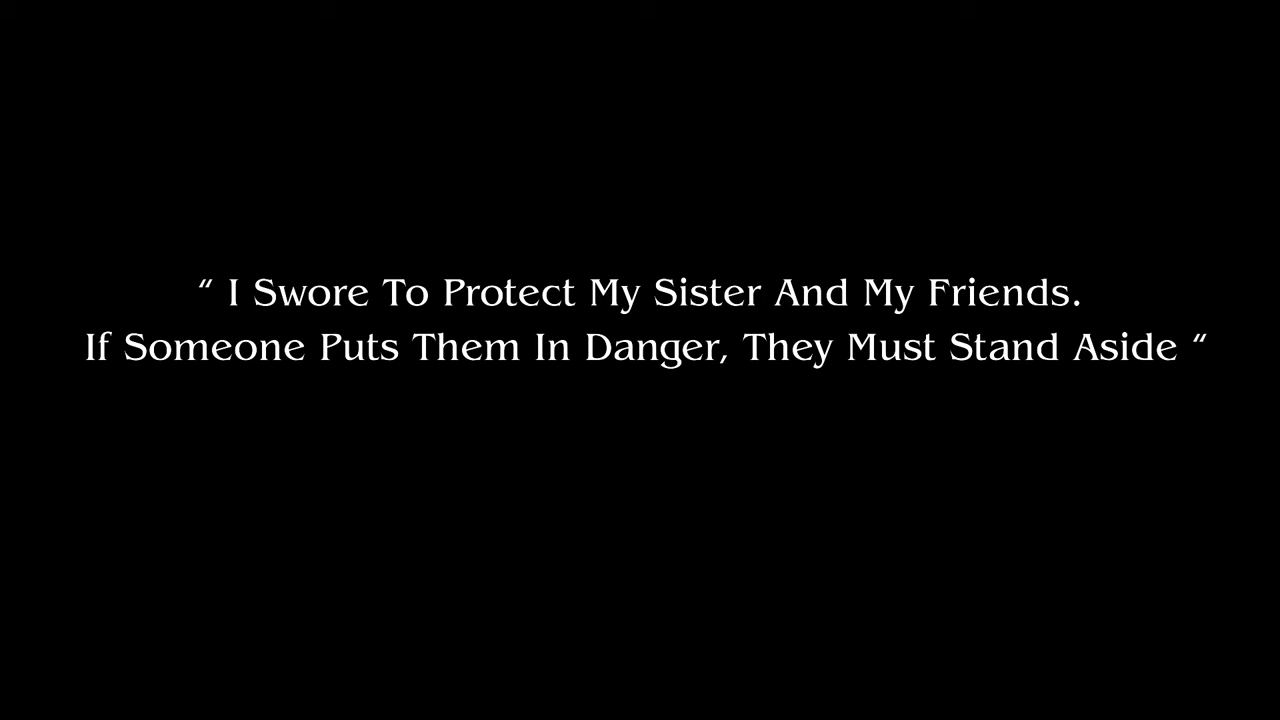 “ I Swore To Protect My Sister And My Friends.
If Someone Puts Them In Danger, They Must Stand Aside “